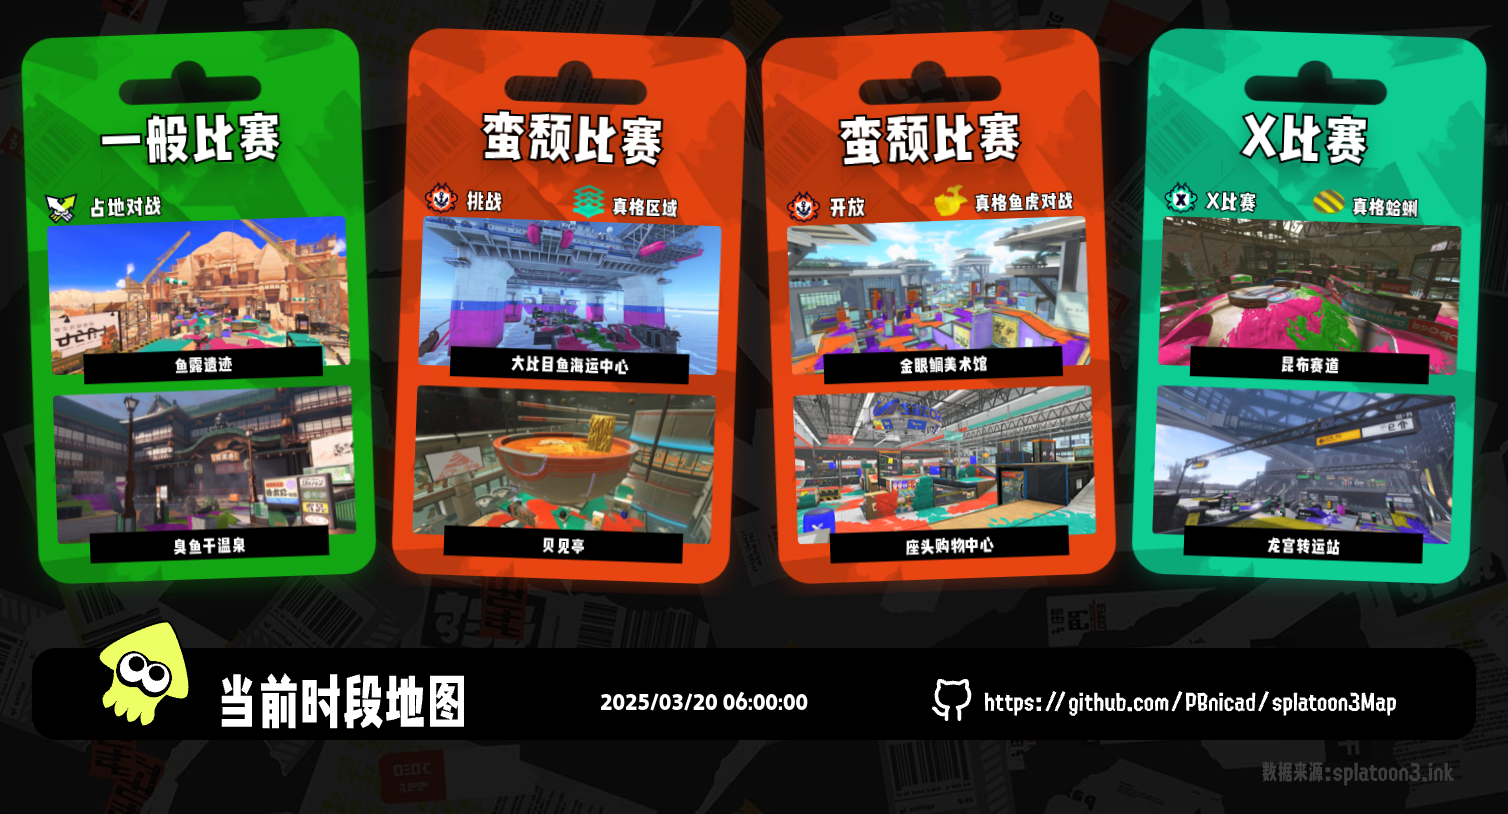 一般比赛
占地对战
鱼露遗迹
臭鱼干温泉
蛮颓比赛
挑战
真格区域
大比目鱼海运中心
贝见亭
蛮颓比赛
开放
真格鱼虎对战
金眼鲷美术馆
座头购物中心
X比赛
X比赛
真格蛤蜊
昆布赛道
龙宫转运站
当前时段地图
2025/03/20 06:00:00
https://github.com/PBnicad/splatoon3Map
数据来源:splatoon3.ink